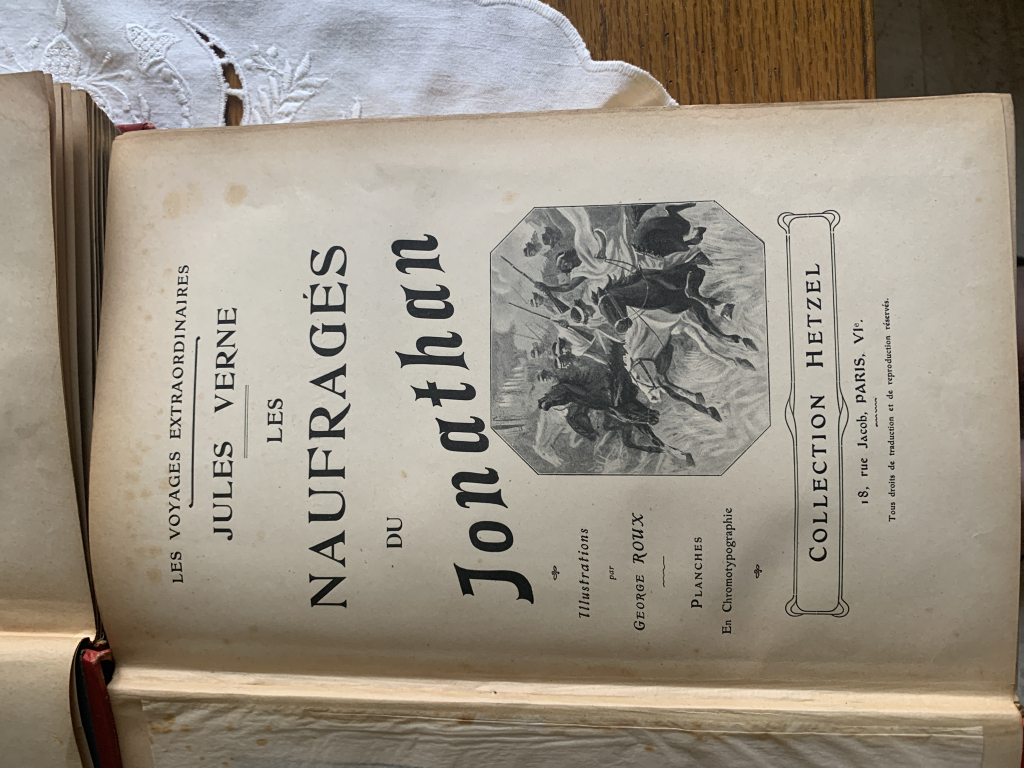 LES VOYAGES EXTRAORDINAIRES
JULES VERNE
LES
NAUFRAGÉS
DU
Jonathan
Illustrations
par
GEORGE ROUX
PLANCHES
En Chromotypographie
COLLECTION HETZEL
18, rue Jacob, PARIS, VIe.
Tous droits de traduction et de reproduction réservés.